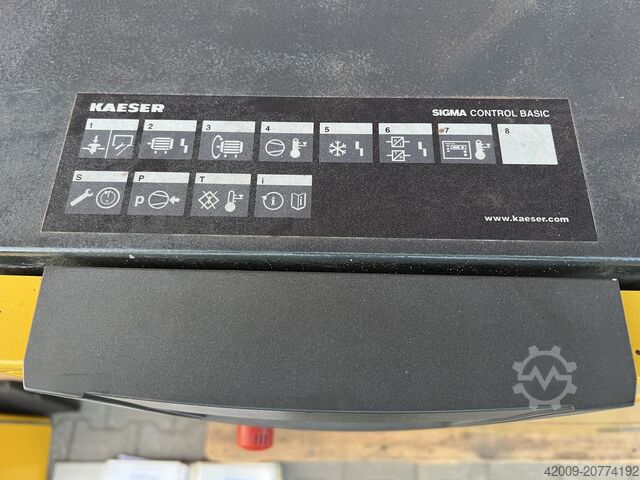 KAESER
SIGMA CONTROL BASIC
1 2 3 4 5 6 7 8
S P T i
p
www.kaeser.com
42009-20774192